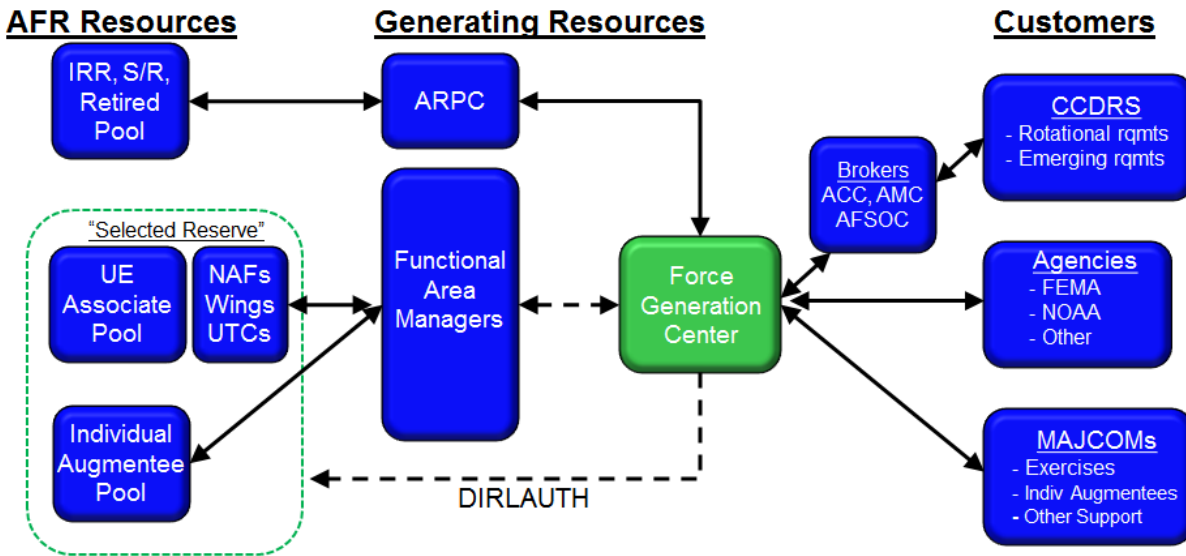 AFR Resources
Generating Resources
Customers
IRR, S/R,
Retired
Pool
ARPC
CCDRS
- Rotational rqmts
- Emerging rqmts
Brokers
ACC, AMC
AFSOC
"Selected Reserve"
UE
Associate
Pool
NAFs
Wings
UTCs
Functional
Area
Managers
Force
Generation
Center
Agencies
- FEMA
- NOAA
- Other
Individual
Augmentee
Pool
DIRLAUTH
MAJCOMs
- Exercises
- Indiv Augmentees
- Other Support